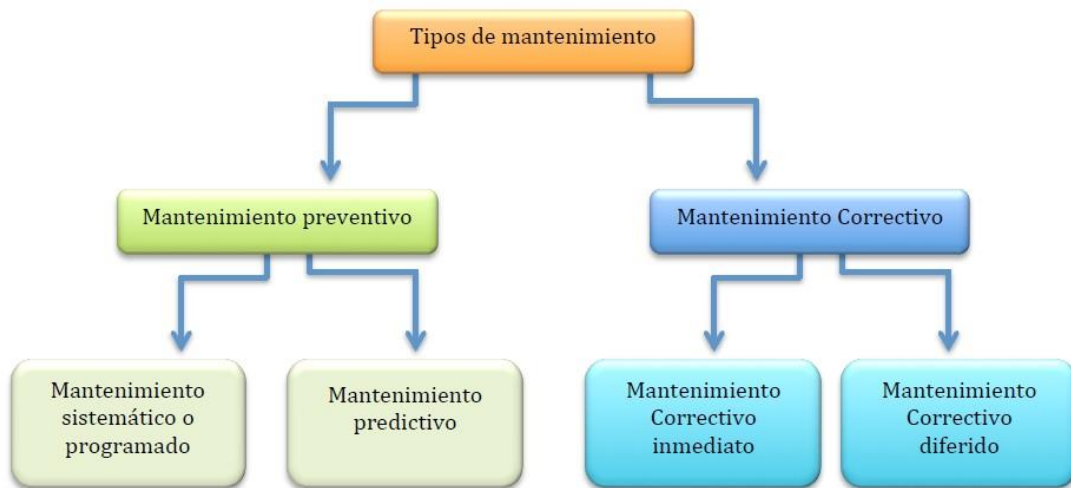 Tipos de mantenimiento
Mantenimiento preventivo
Mantenimiento Correctivo
Mantenimiento
sistemático o
programado
Mantenimiento
predictivo
Mantenimiento
Correctivo
inmediato
Mantenimiento
Correctivo
diferido